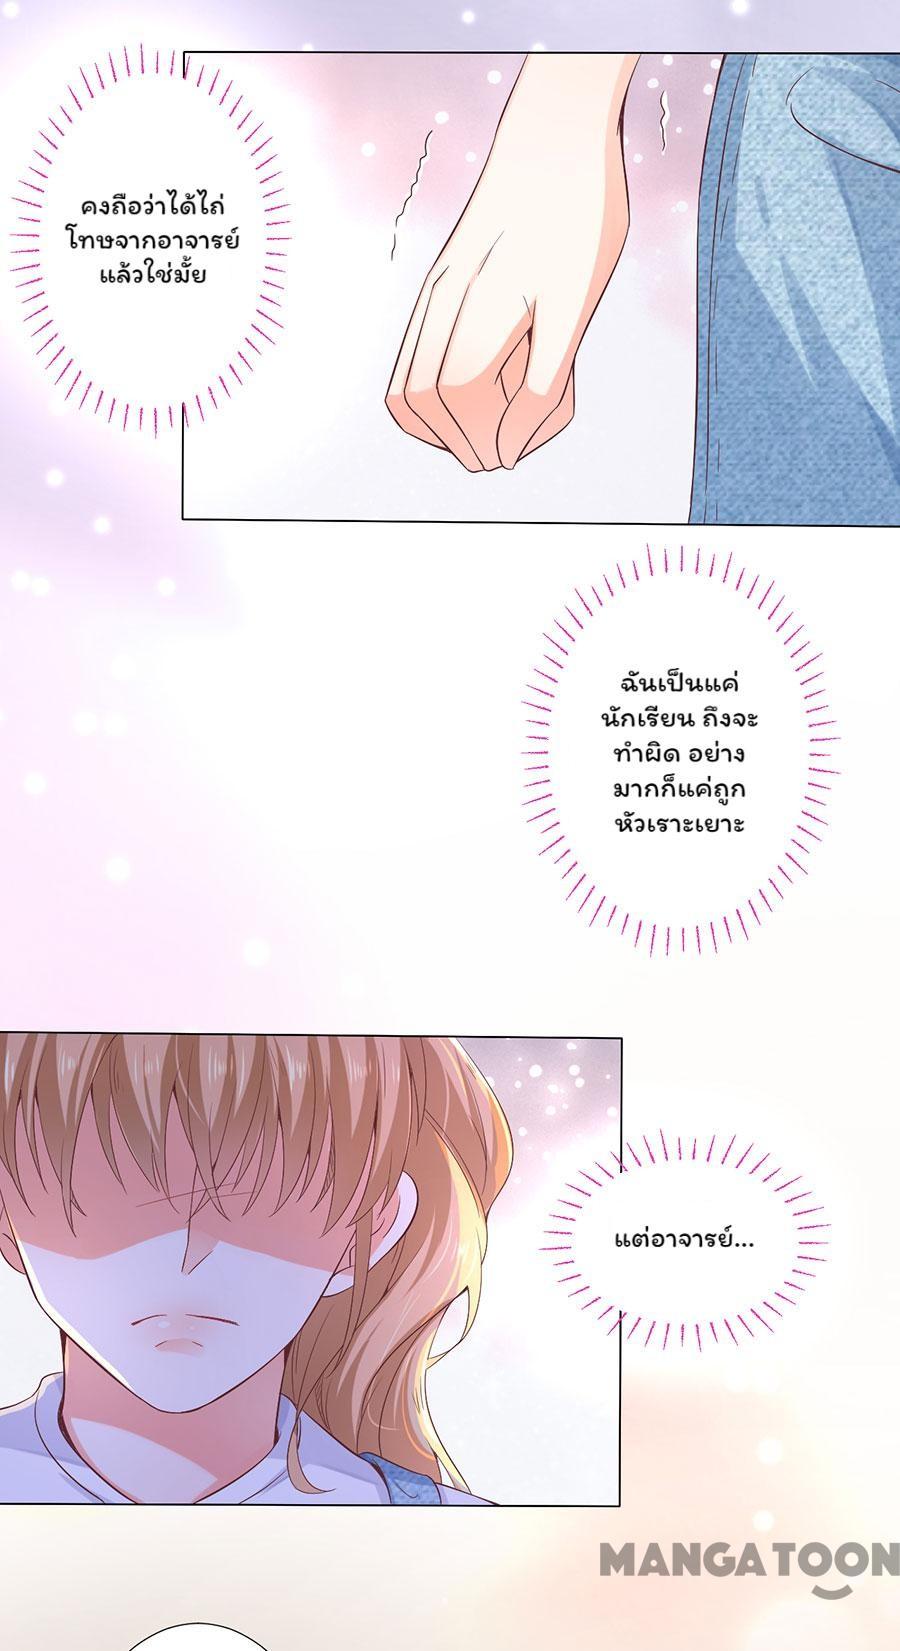 คงถือว่าได้ไถ่
โทษจากอาจารย์
แล้วใช่มั้ย
ฉันเป็นแค่
นักเรียน ถึงจะ
ทำผิด อย่าง
มากก็แค่ถูก
หัวเราะเยาะ
แต่อาจารย์...
MANGATOON